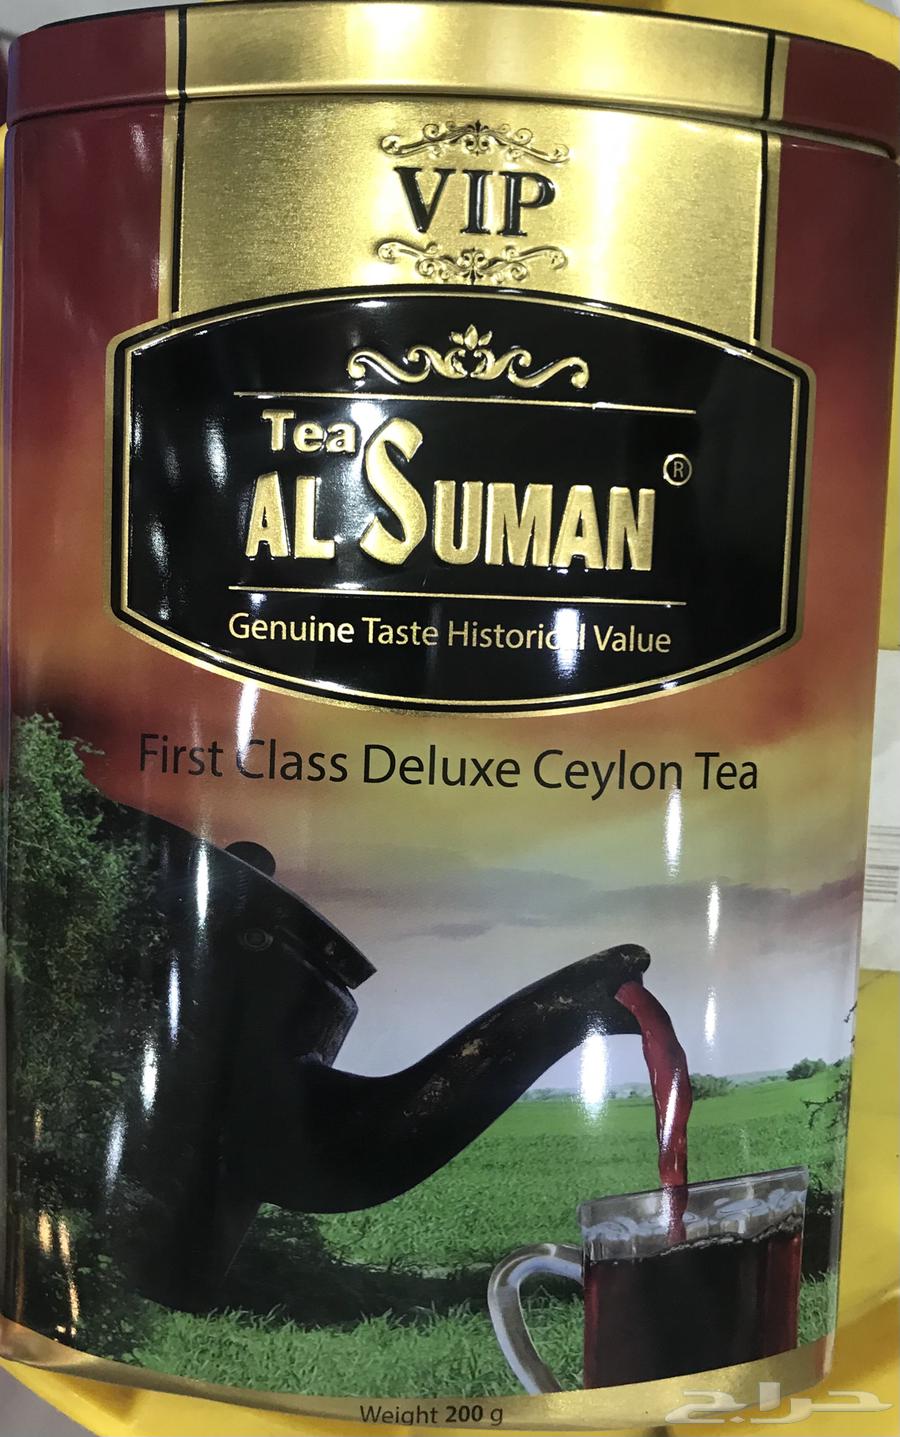 VIP
Tea
AL SUMAN ®
Genuine Taste Historical Value
First Class Deluxe Ceylon Tea
Weight 200 g
حراج